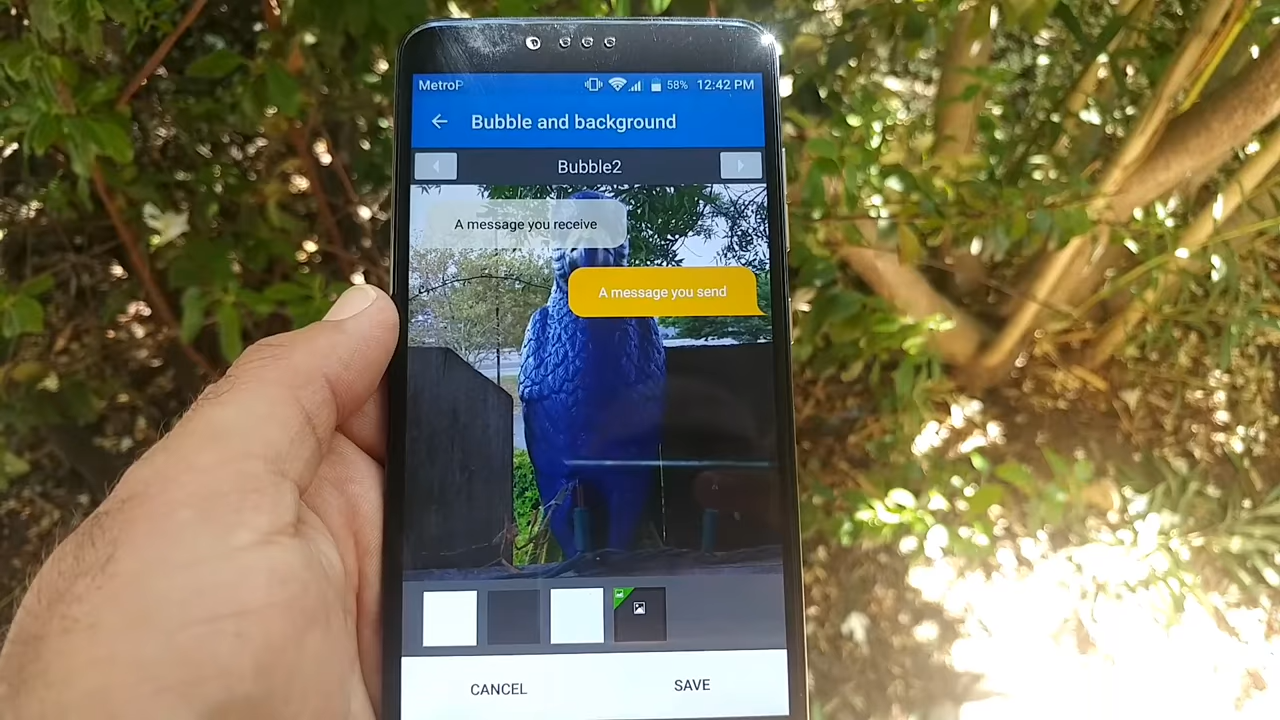 MetroP 58% 12:42 PM
Bubble and background
Bubble2
A message you receive
A message you send
CANCEL SAVE